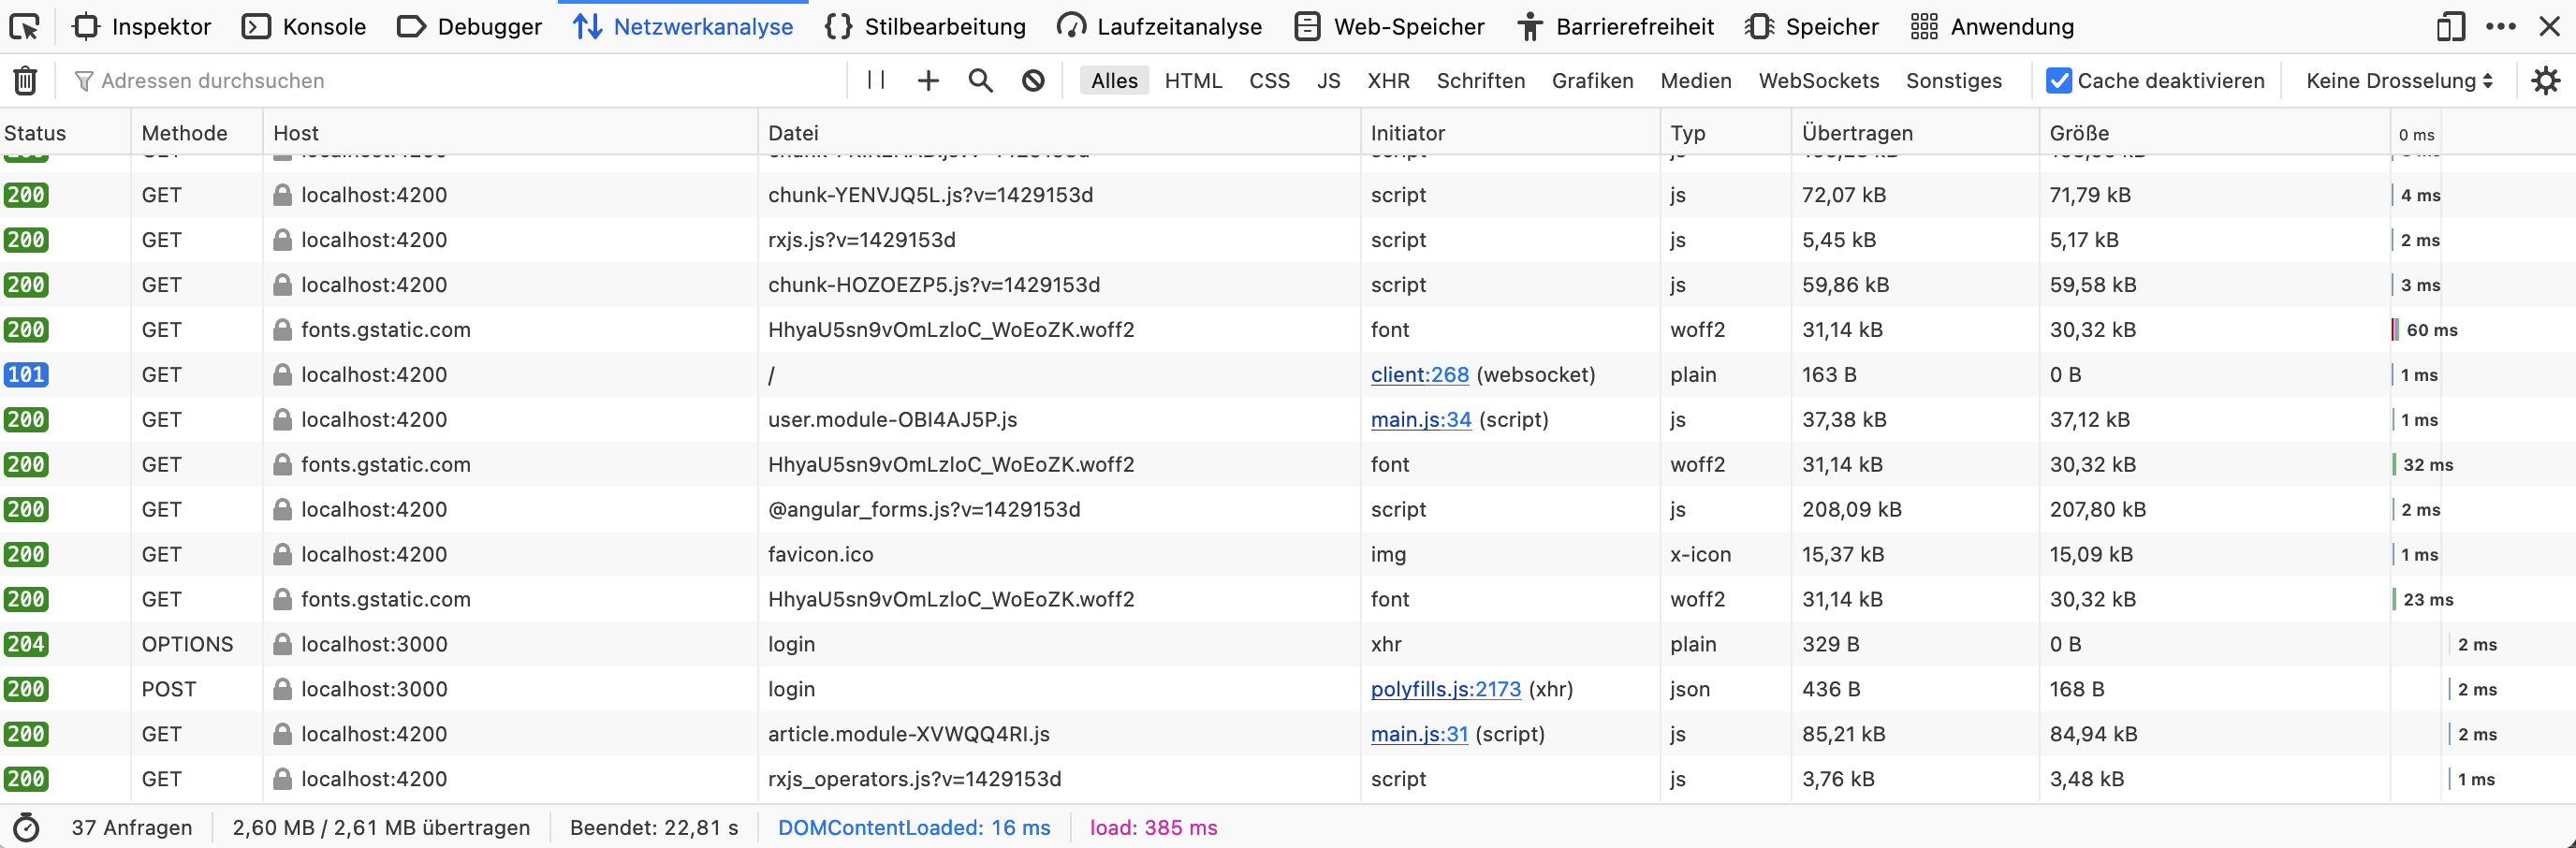 Inspektor Konsole Debugger Netzwerkanalyse Stilbearbeitung Laufzeitanalyse Web-Speicher Barrierefreiheit Speicher Anwendung
Adressen durchsuchen Alles HTML CSS JS XHR Schriften Grafiken Medien WebSockets Sonstiges Cache deaktivieren Keine Drosselung
Status Methode Host Datei Initiator Typ Übertragen Größe 0 ms
200 GET localhost:4200 chunk-YENVJQ5L.js?v=1429153d script js 72,07 kB 71,79 kB 4 ms
200 GET localhost:4200 rxjs.js?v=1429153d script js 5,45 kB 5,17 kB 2 ms
200 GET localhost:4200 chunk-HOZOEZP5.js?v=1429153d script js 59,86 kB 59,58 kB 3 ms
200 GET fonts.gstatic.com HhyaU5sn9vOmLzloC_WoEoZK.woff2 font woff2 31,14 kB 30,32 kB 60 ms
101 GET localhost:4200 / client:268 (websocket) plain 163 B 0 B 1 ms
200 GET localhost:4200 user.module-OBI4AJ5P.js main.js:34 (script) js 37,38 kB 37,12 kB 1 ms
200 GET fonts.gstatic.com HhyaU5sn9vOmLzloC_WoEoZK.woff2 font woff2 31,14 kB 30,32 kB 32 ms
200 GET localhost:4200 @angular_forms.js?v=1429153d script js 208,09 kB 207,80 kB 2 ms
200 GET localhost:4200 favicon.ico img x-icon 15,37 kB 15,09 kB 1 ms
200 GET fonts.gstatic.com HhyaU5sn9vOmLzloC_WoEoZK.woff2 font woff2 31,14 kB 30,32 kB 23 ms
204 OPTIONS localhost:3000 login xhr plain 329 B 0 B 2 ms
200 POST localhost:3000 login polyfills.js:2173 (xhr) json 436 B 168 B 2 ms
200 GET localhost:4200 article.module-XVWQQ4RI.js main.js:31 (script) js 85,21 kB 84,94 kB 2 ms
200 GET localhost:4200 rxjs_operators.js?v=1429153d script js 3,76 kB 3,48 kB 1 ms
37 Anfragen 2,60 MB / 2,61 MB übertragen Beendet: 22,81 s DOMContentLoaded: 16 ms load: 385 ms